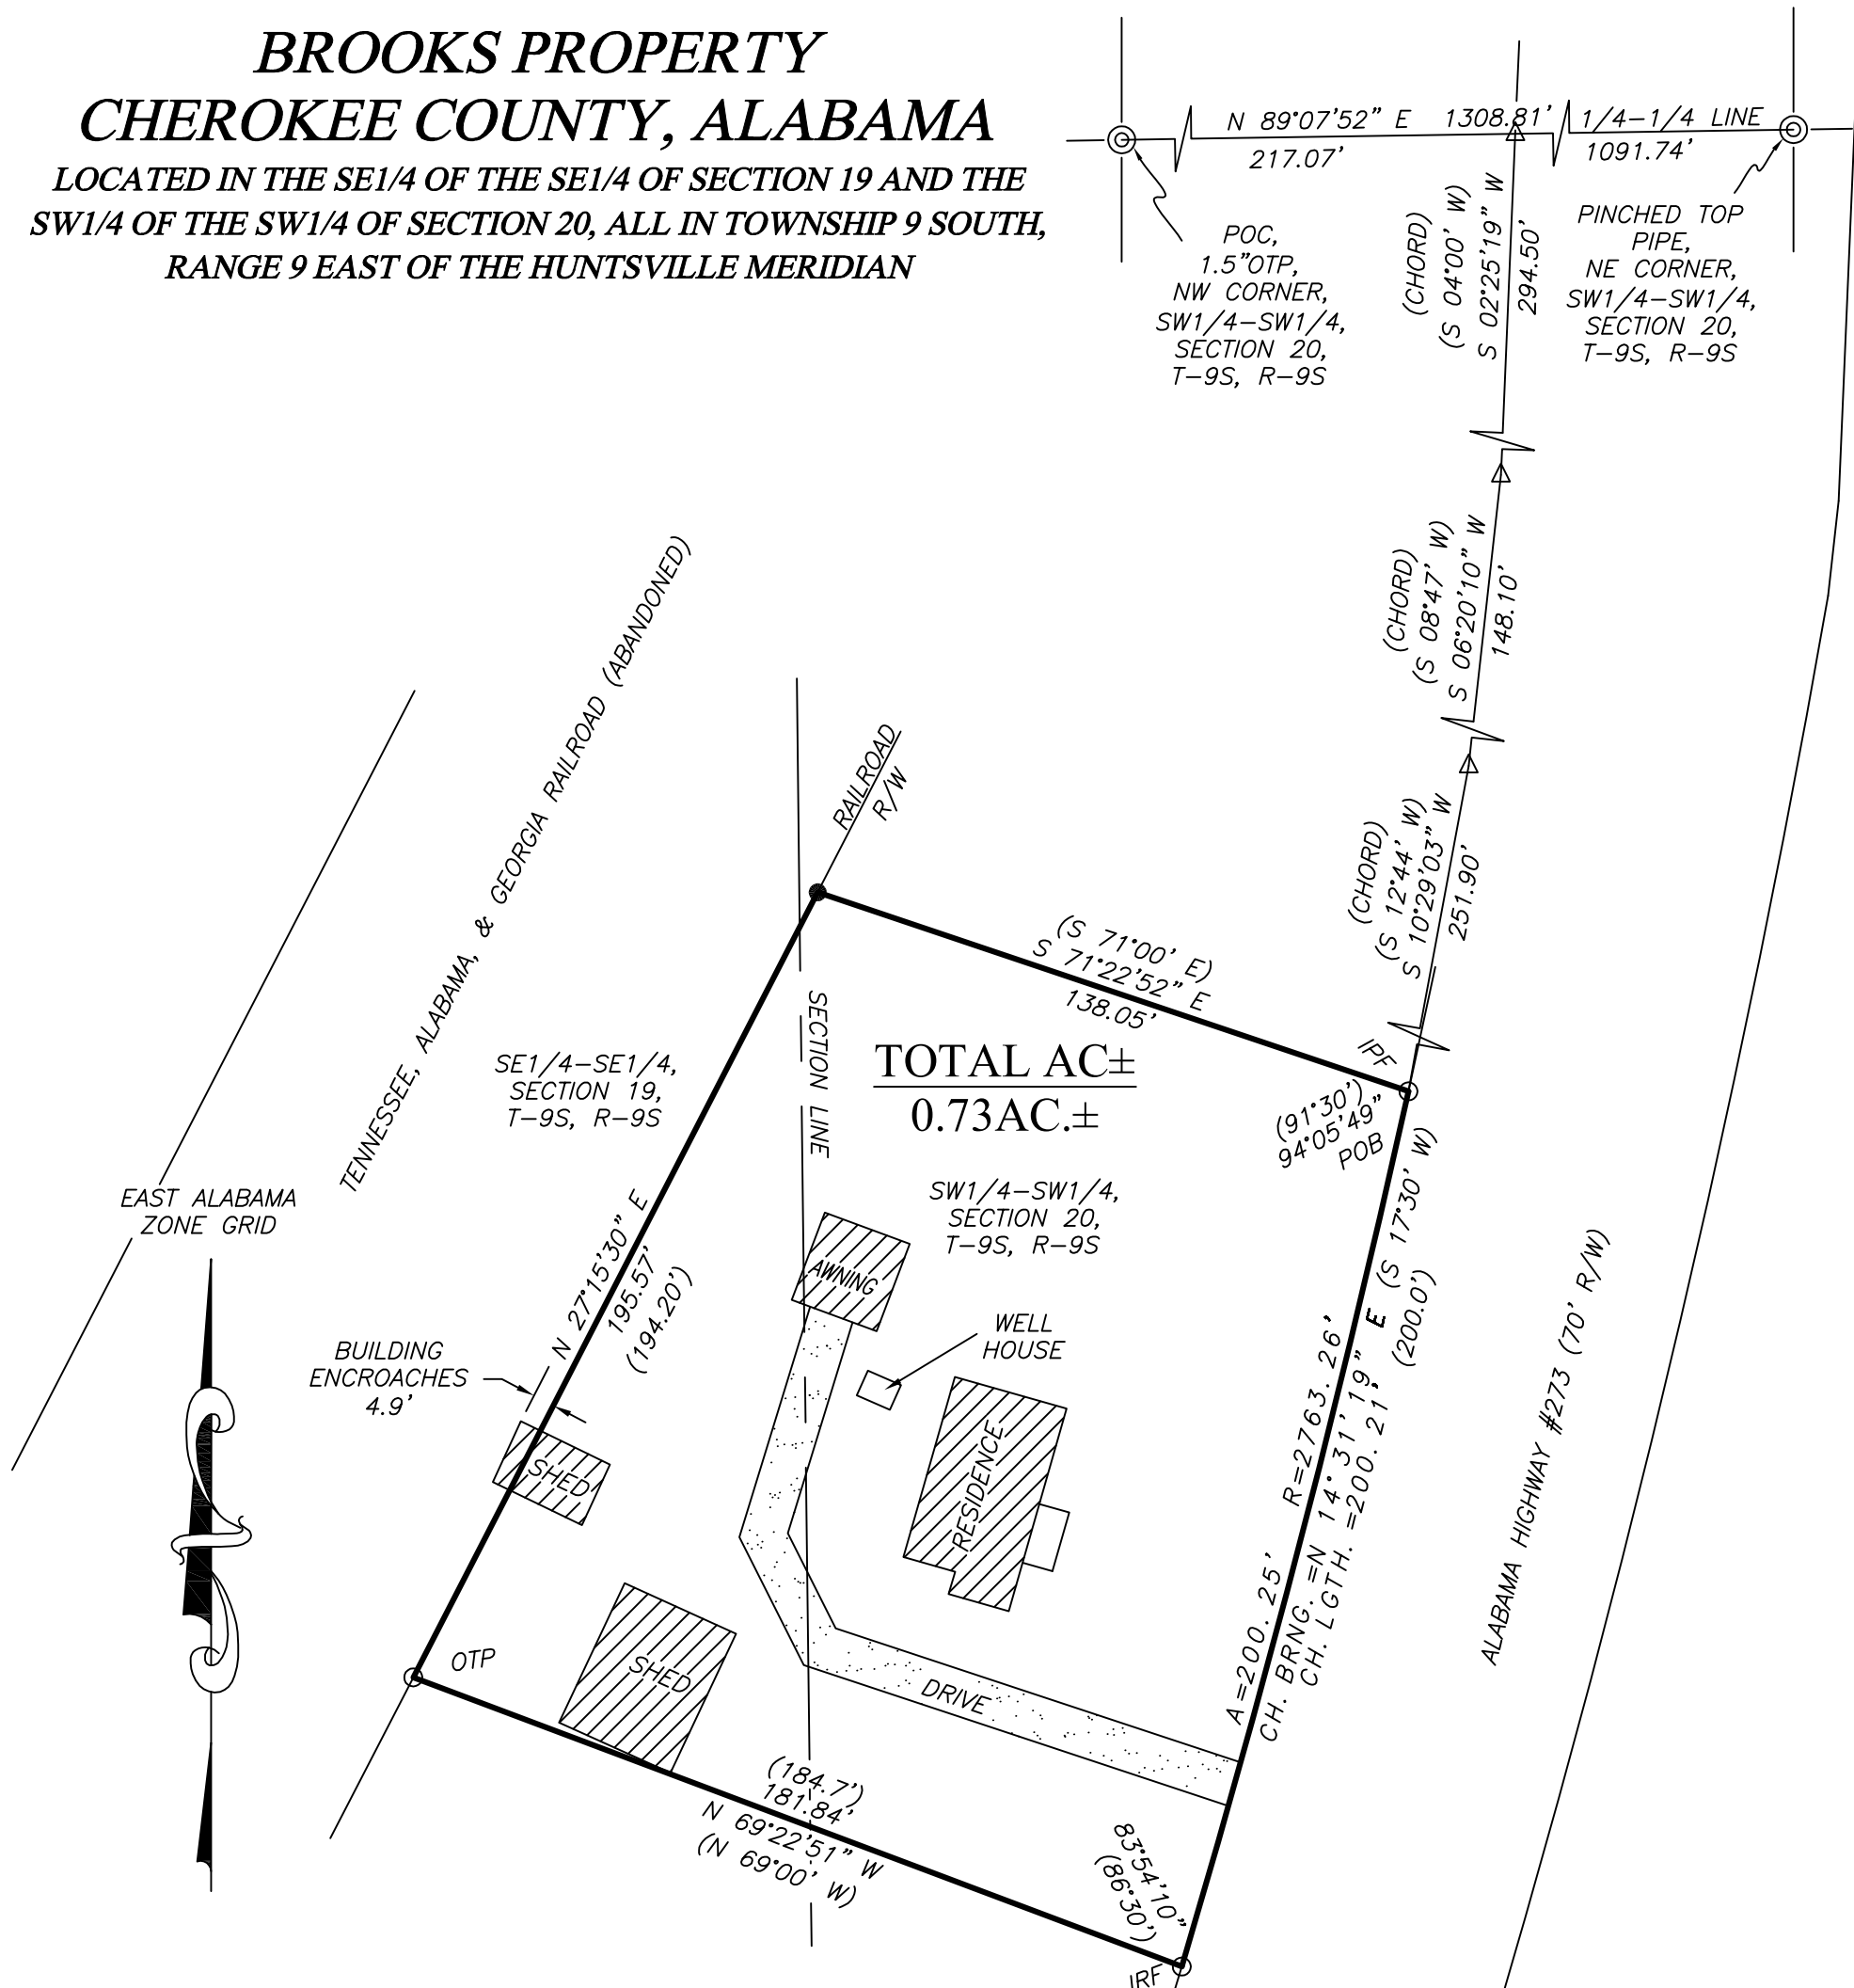 BROOKS PROPERTY
CHEROKEE COUNTY, ALABAMA
LOCATED IN THE SE1/4 OF THE SE1/4 OF SECTION 19 AND THE
SW1/4 OF THE SW1/4 OF SECTION 20, ALL IN TOWNSHIP 9 SOUTH,
RANGE 9 EAST OF THE HUNTSVILLE MERIDIAN
N 89°07'52" E 1308.81' 1/4-1/4 LINE
217.07'
1091.74'
POC,
1.5"OTP,
NW CORNER,
SW1/4-SW1/4,
SECTION 20,
T-9S, R-9S
(CHORD)
(S 04°00' W)
S 02°25'19" W
294.50'
PINCHED TOP
PIPE,
NE CORNER,
SW1/4-SW1/4,
SECTION 20,
T-9S, R-9S
(CHORD)
(S 08°47' W)
S 06°20'10" W
148.10'
(CHORD)
(S 12°44' W)
S 10°29'03" W
251.90'
TENNESSEE, ALABAMA, & GEORGIA RAILROAD (ABANDONED)
RAILROAD
R/W
(S 71°00' E)
S 71°22'52" E
138.05'
SECTION LINE
TOTAL AC±
0.73AC.±
IPF
(91°30')
94°05'49"
POB
SE1/4-SE1/4,
SECTION 19,
T-9S, R-9S
SW1/4-SW1/4,
SECTION 20,
T-9S, R-9S
EAST ALABAMA
ZONE GRID
N 27°15'30" E
195.57'
(194.20')
AWNING
WELL
HOUSE
BUILDING
ENCROACHES
4.9'
SHED
RESIDENCE
(S 17°30' W)
(200.0')
A=200.25' R=2763.26'
CH. BRNG. =N 14°31'19" E
CH. LGTH. =200.21'
ALABAMA HIGHWAY #273 (70' R/W)
OTP
SHED
DRIVE
(184.7')
181.84'
N 69°22'51" W
(N 69°00' W)
83°54'10"
(86°30')
IRF